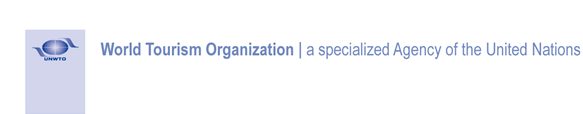 World Tourism Organization | a specialized Agency of the United Nations
UNWTO